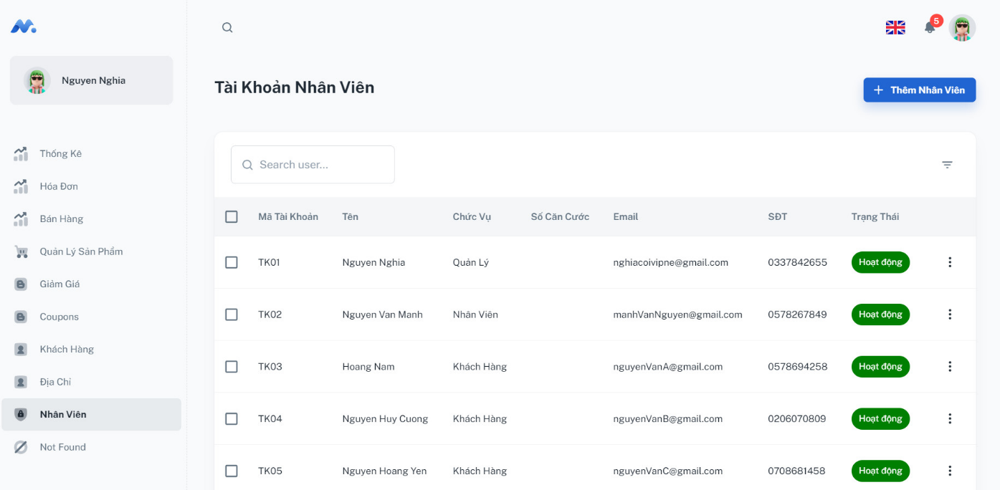 5
Nguyen Nghia
Thống Kê
Hóa Đơn
Bán Hàng
Quản Lý Sản Phẩm
Giảm Giá
Coupons
Khách Hàng
Địa Chỉ
Nhân Viên
Not Found
Tài Khoản Nhân Viên
Thêm Nhân Viên
Search user...
Mã Tài Khoản Tên Chức Vụ Số Căn Cước Email SĐT Trạng Thái
TK01 Nguyen Nghia Quản Lý nghiacoivipne@gmail.com 0337842655 Hoạt động
TK02 Nguyen Van Manh Nhân Viên manhVanNguyen@gmail.com 0578267849 Hoạt động
TK03 Hoang Nam Khách Hàng nguyenVanA@gmail.com 0578694258 Hoạt động
TK04 Nguyen Huy Cuong Khách Hàng nguyenVanB@gmail.com 0206070809 Hoạt động
TK05 Nguyen Hoang Yen Khách Hàng nguyenVanC@gmail.com 0708681458 Hoạt động